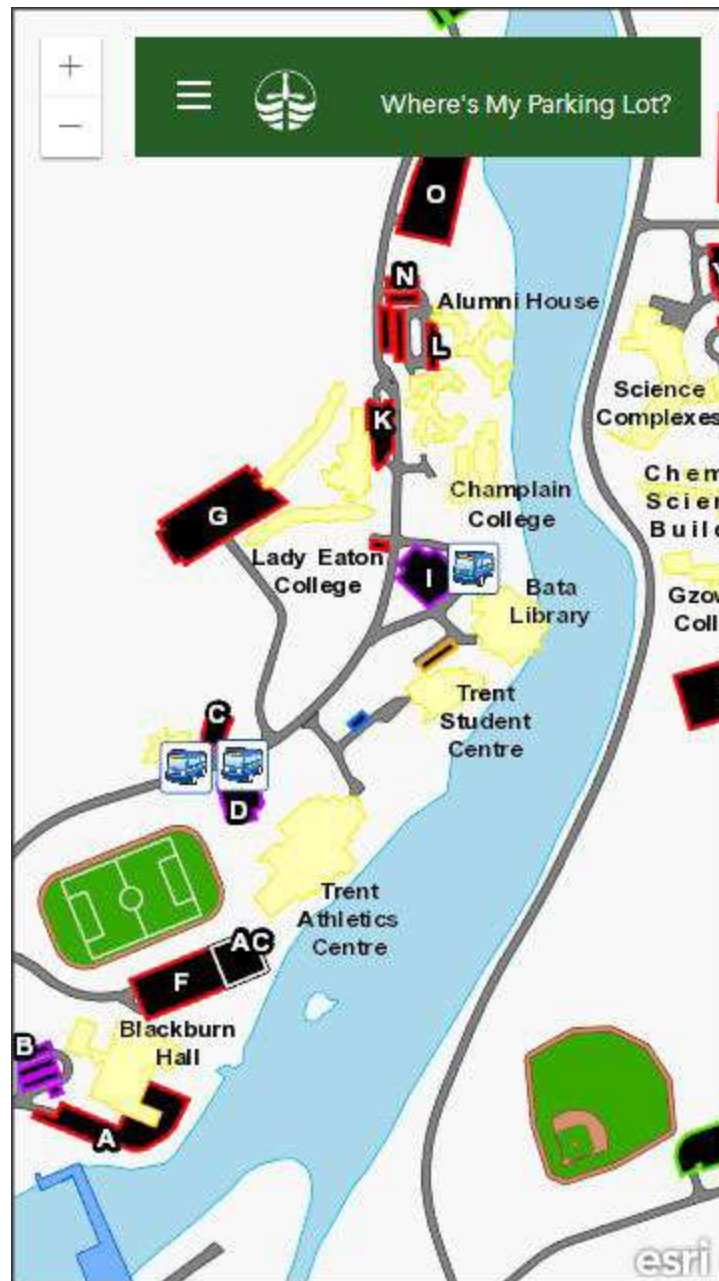 +
Where's My Parking Lot?
−
O
N
Alumni House
L
Science
Complexes
K
Champlain
College
G
Lady Eaton
College
I
Bata
Library
C
Trent
Student
Centre
D
Trent
Athletics
Centre
AC
F
Blackburn
Hall
B
A
esri